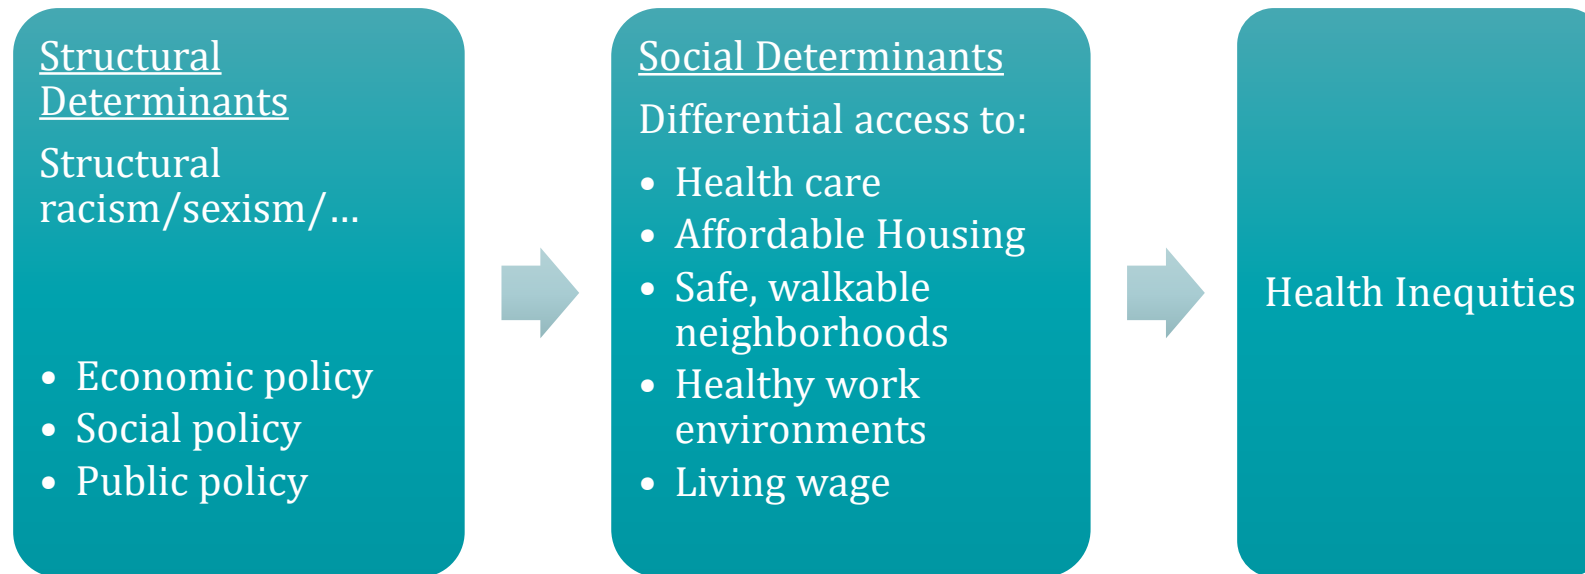 Structural
Determinants
Structural
racism/sexism/…
• Economic policy
• Social policy
• Public policy
Social Determinants
Differential access to:
• Health care
• Affordable Housing
• Safe, walkable
neighborhoods
• Healthy work
environments
• Living wage
Health Inequities